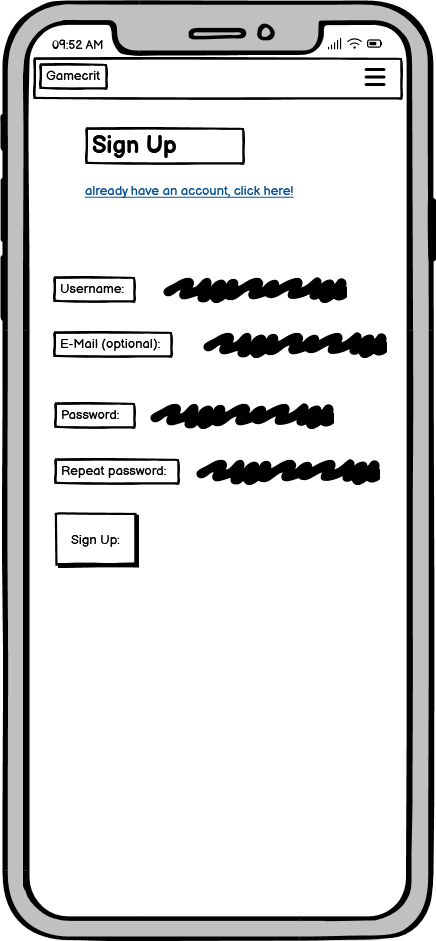 09:52 AM
Gamecrit
Sign Up
already have an account, click here!
Username:
E-Mail (optional):
Password:
Repeat password:
Sign Up: